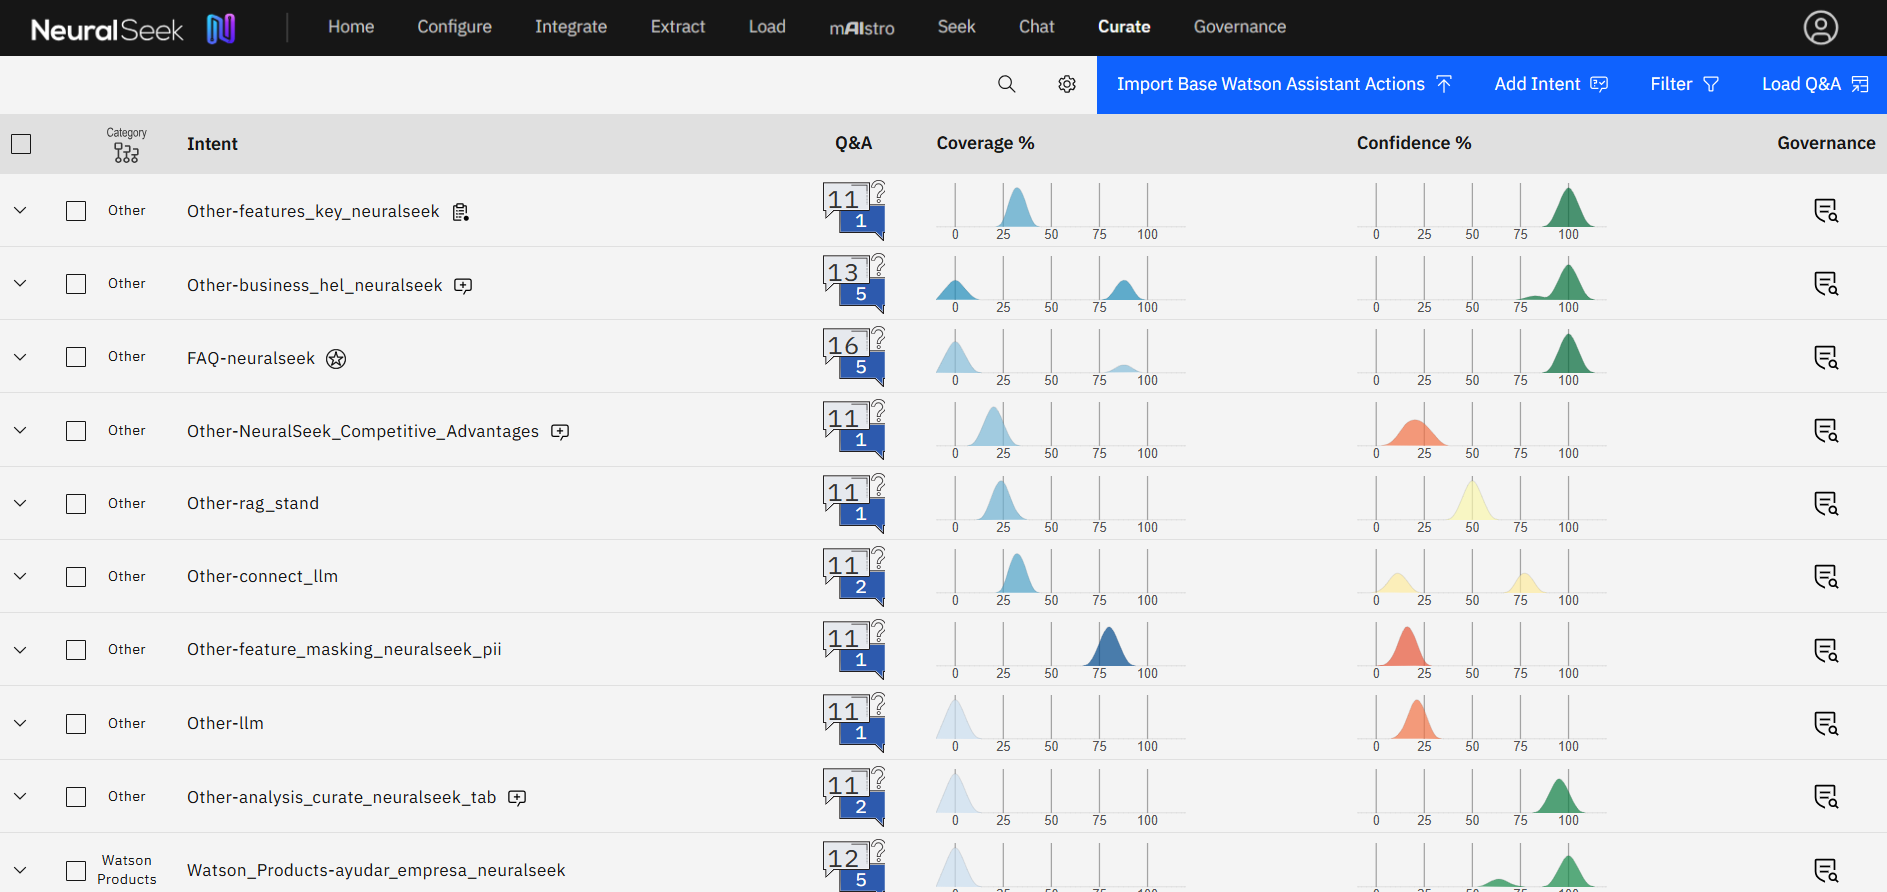 NeuralSeek Home Configure Integrate Extract Load mAIstro Seek Chat Curate Governance
Import Base Watson Assistant Actions Add Intent Filter Load Q&A
Category Intent Q&A Coverage % Confidence % Governance
Other Other-features_key_neuralseek 11 ? 1
0 25 50 75 100 0 25 50 75 100
Other Other-business_hel_neuralseek 13 ? 5
0 25 50 75 100 0 25 50 75 100
Other FAQ-neuralseek 16 ? 5
0 25 50 75 100 0 25 50 75 100
Other Other-NeuralSeek_Competitive_Advantages 11 ? 1
0 25 50 75 100 0 25 50 75 100
Other Other-rag_stand 11 ? 1
0 25 50 75 100 0 25 50 75 100
Other Other-connect_llm 11 ? 2
0 25 50 75 100 0 25 50 75 100
Other Other-feature_masking_neuralseek_pii 11 ? 1
0 25 50 75 100 0 25 50 75 100
Other Other-llm 11 ? 1
0 25 50 75 100 0 25 50 75 100
Other Other-analysis_curate_neuralseek_tab 11 ? 2
0 25 50 75 100 0 25 50 75 100
Watson Products Watson_Products-ayudar_empresa_neuralseek 12 ? 5